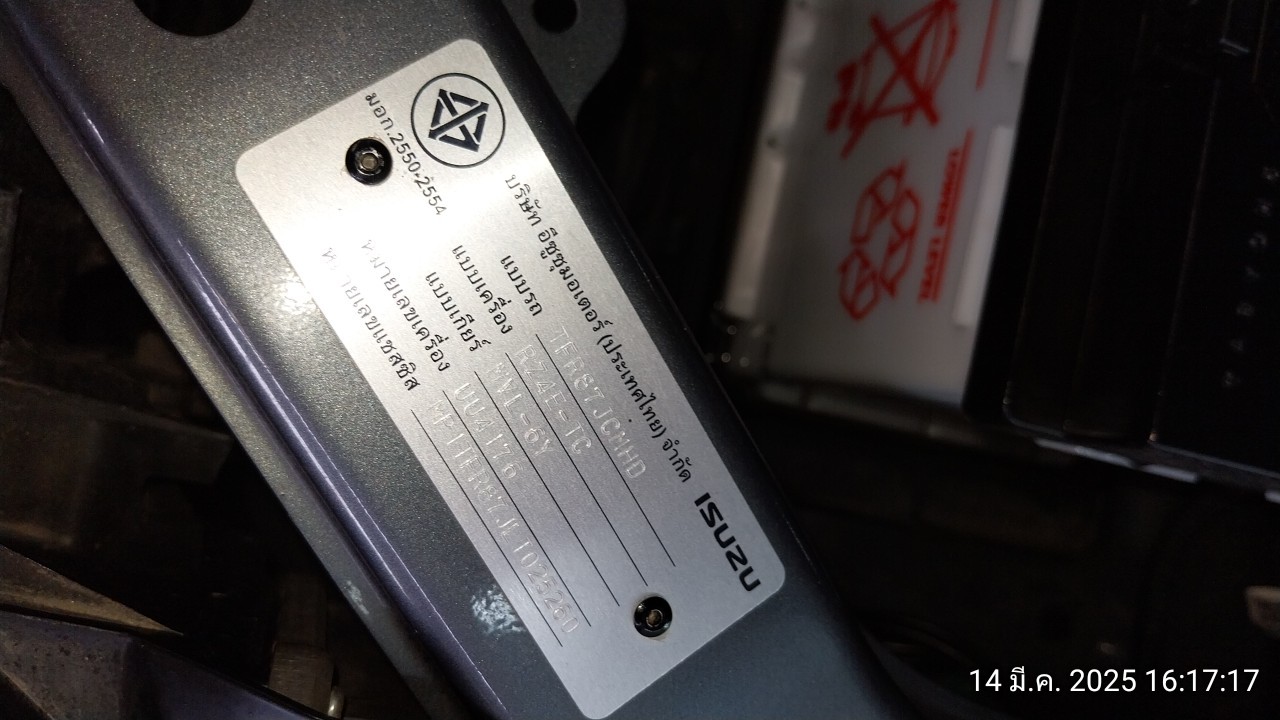 มอก.2550-2554
บริษัท อีซูซุมอเตอร์ (ประเทศไทย) จำกัด ISUZU
แบบรถ TFR87JCMHD
แบบเครื่อง RZ4E-TC
แบบเกียร์ MVL-6Y
หมายเลขเครื่อง UU4176
หมายเลขแชสซิส
LOWER LEVEL
14 มี.ค. 2025 16:17:17